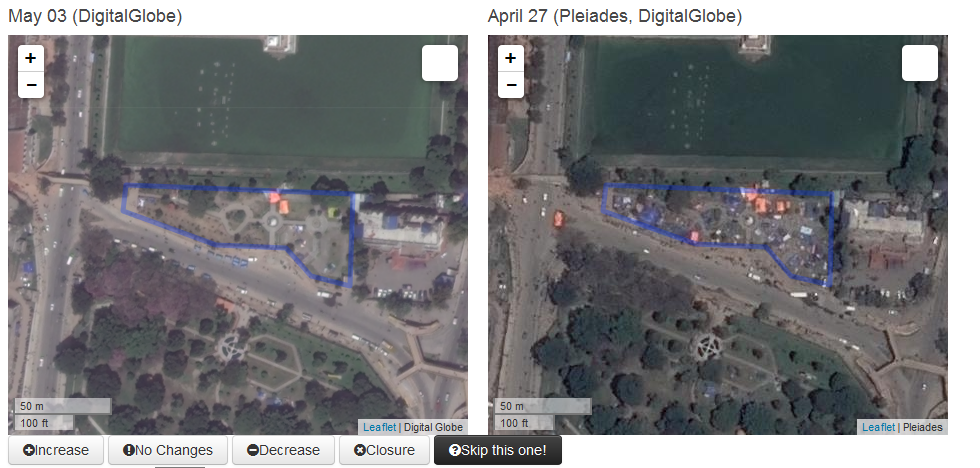 May 03 (DigitalGlobe)
April 27 (Pleiades, DigitalGlobe)
+
−
+
−
50 m
100 ft
Leaflet | Digital Globe
50 m
100 ft
Leaflet | Pleiades
Increase
No Changes
Decrease
Closure
Skip this one!